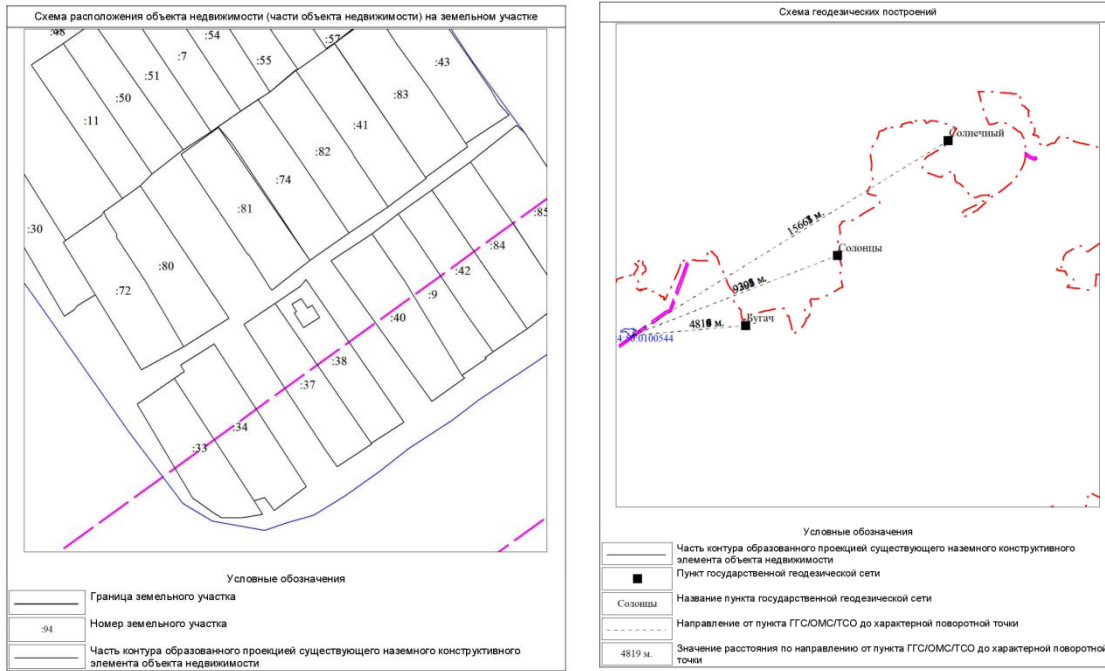 Схема расположения объекта недвижимости (части объекта недвижимости) на земельном участке
:48
:54
:57
:7
:55
:43
:51
:50
:83
:11
:41
:82
:74
:81
:85
:30
:84
:80
:42
:72
:9
:40
:38
:37
:34
:33
Условные обозначения
Граница земельного участка
:94
Номер земельного участка
Часть контура образованного проекцией существующего наземного конструктивного
элемента объекта недвижимости
Схема геодезических построений
Солнечный
Солонцы
Бугач
Условные обозначения
Часть контура образованного проекцией существующего наземного конструктивного
элемента объекта недвижимости
Пункт государственной геодезической сети
Солонцы
Название пункта государственной геодезической сети
Направление от пункта ГГС/ОМС/ТСО до характерной поворотной точки
4819 м.
Значение расстояния по направлению от пункта ГГС/ОМС/ТСО до характерной поворотной
точки